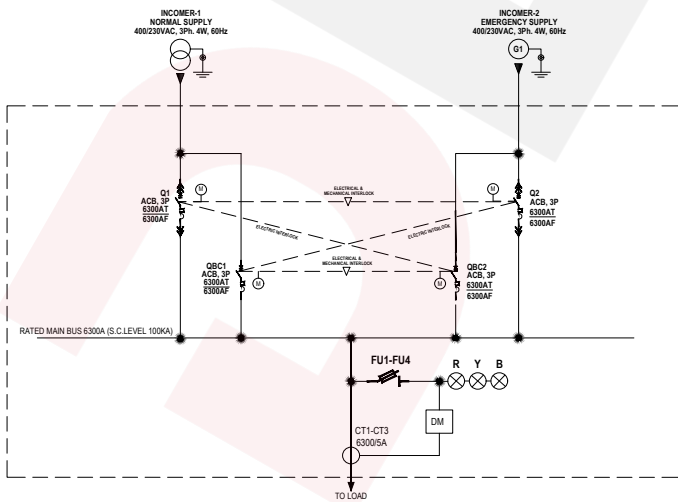 INCOMER-1
NORMAL SUPPLY
400/230VAC, 3Ph. 4W, 60Hz
INCOMER-2
EMERGENCY SUPPLY
400/230VAC, 3Ph. 4W, 60Hz
G1
Q1
ACB, 3P
6300AT
6300AF
M
ELECTRICAL &
MECHANICAL INTERLOCK
M
Q2
ACB, 3P
6300AT
6300AF
ELECTRIC INTERLOCK
ELECTRIC INTERLOCK
QBC1
ACB, 3P
6300AT
6300AF
M
ELECTRICAL &
MECHANICAL INTERLOCK
M
QBC2
ACB, 3P
6300AT
6300AF
RATED MAIN BUS 6300A (S.C.LEVEL 100KA)
FU1-FU4
R Y B
DM
CT1-CT3
6300/5A
TO LOAD